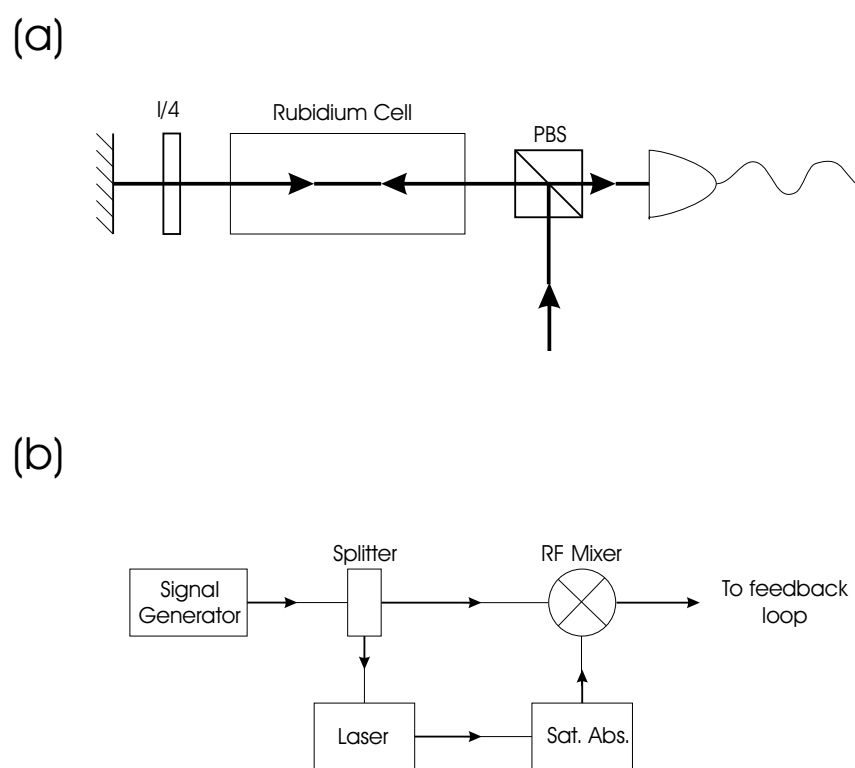 (a)
l/4
Rubidium Cell
PBS
(b)
Splitter
RF Mixer
Signal
Generator
To feedback
loop
Laser
Sat. Abs.